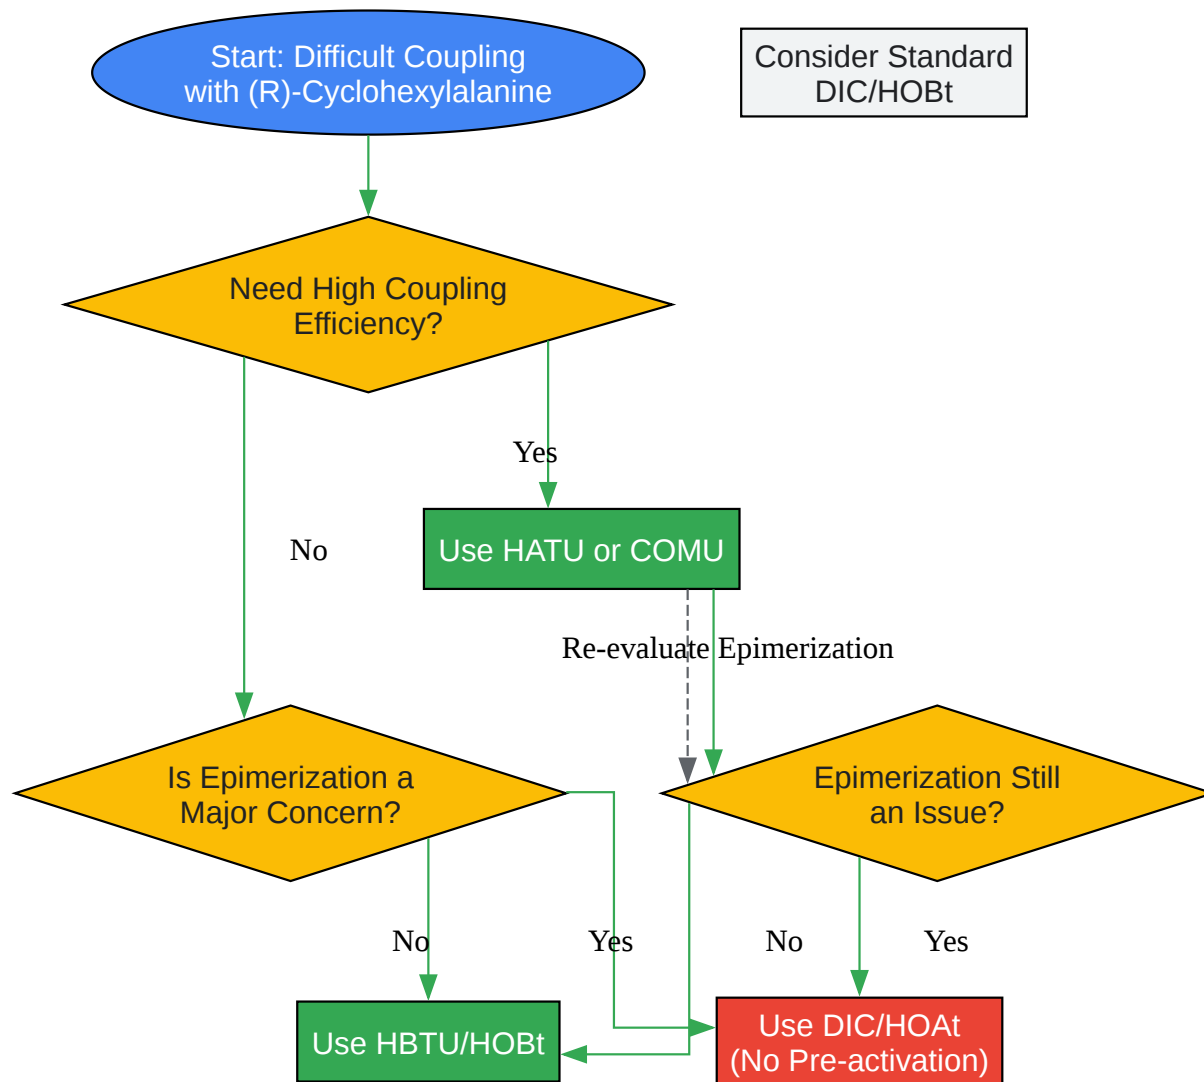 Start: Difficult Coupling
with (R)-Cyclohexylalanine
Consider Standard
DIC/HOBt
Need High Coupling
Efficiency?
Yes
No
Use HATU or COMU
Re-evaluate Epimerization
Is Epimerization a
Major Concern?
Epimerization Still
an Issue?
No
Yes
No
Yes
Use HBTU/HOBt
Use DIC/HOAt
(No Pre-activation)